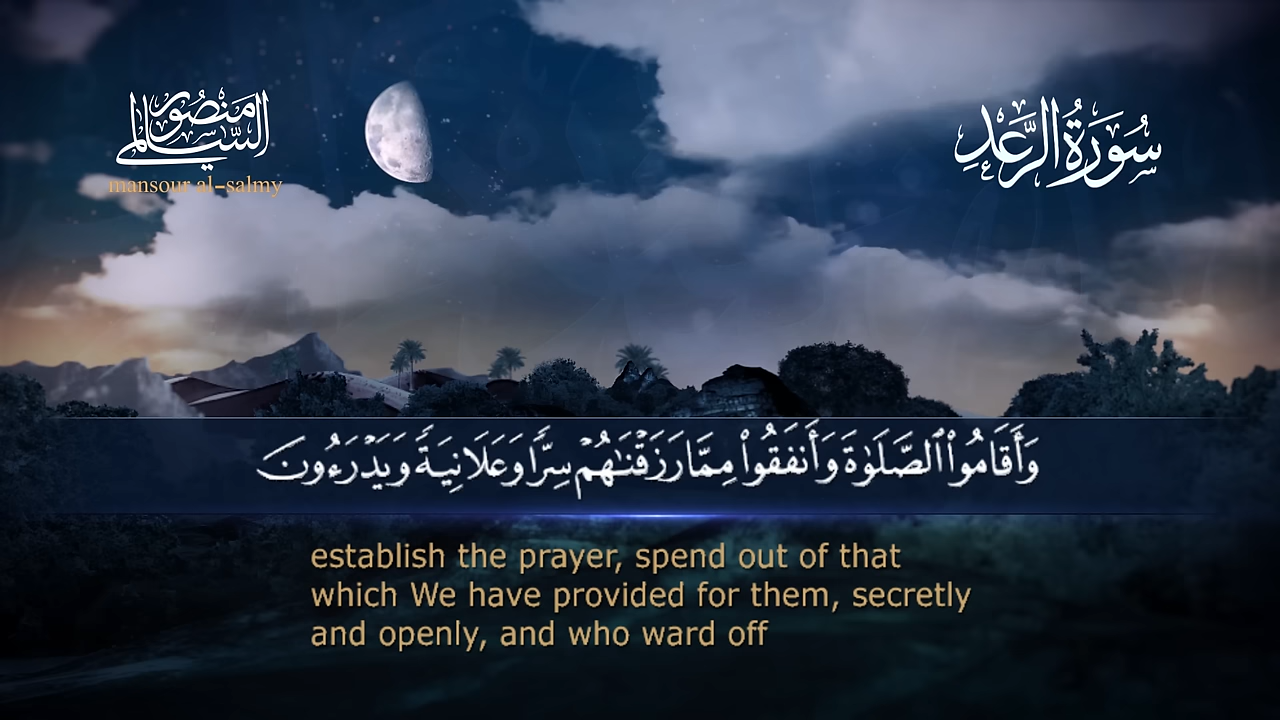 منصور
السالمي
mansour al-salmy
سُورَةُ الرَّعْدِ
وَأَقَامُوا۟ ٱلصَّلَوٰةَ وَأَنفَقُوا۟ مِمَّا رَزَقْنَـٰهُمْ سِرًّا وَعَلَانِيَةً وَيَدْرَءُونَ
establish the prayer, spend out of that
which We have provided for them, secretly
and openly, and who ward off